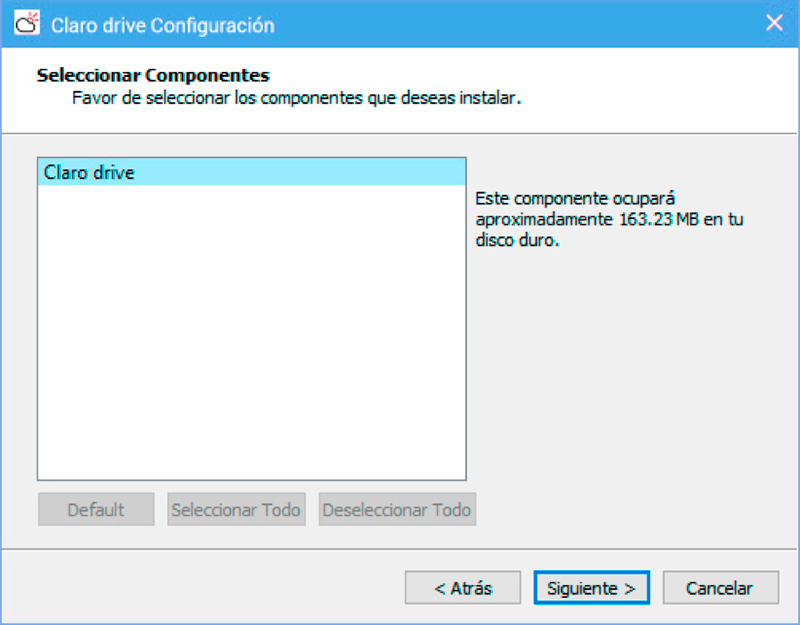 Claro drive Configuración
Seleccionar Componentes
Favor de seleccionar los componentes que deseas instalar.
Claro drive
Este componente ocupará
aproximadamente 163.23 MB en tu
disco duro.
Default Seleccionar Todo Deseleccionar Todo
< Atrás Siguiente > Cancelar